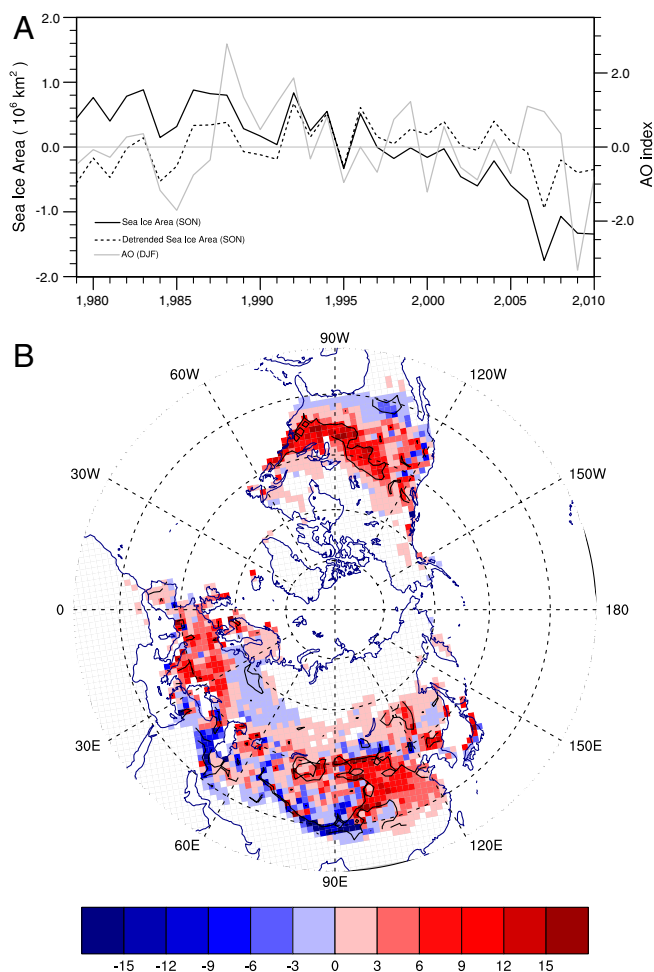 A
2.0
1.0
0.0
-1.0
-2.0
Sea Ice Area ( 10⁶ km² )
2.0
0.0
-2.0
AO index
Sea Ice Area (SON)
Detrended Sea Ice Area (SON)
AO (DJF)
1,980 1,985 1,990 1,995 2,000 2,005 2,010
B
90W
60W 120W
30W 150W
0 180
30E 150E
60E 120E
90E
-15 -12 -9 -6 -3 0 3 6 9 12 15